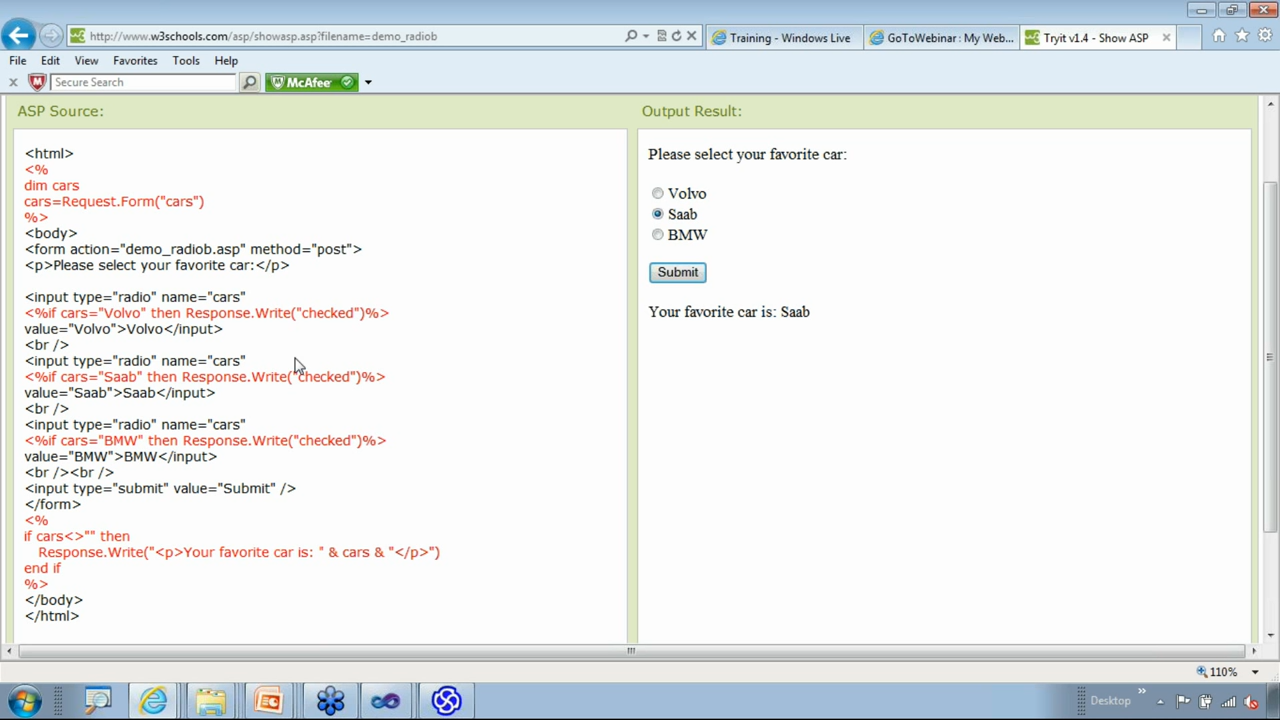 http://www.w3schools.com/asp/showasp.asp?filename=demo_radiob
Training - Windows Live
GoToWebinar : My Web...
Tryit v1.4 - Show ASP
File Edit View Favorites Tools Help
Secure Search
McAfee
ASP Source:
<html>
<%
dim cars
cars=Request.Form("cars")
%>
<body>
<form action="demo_radiob.asp" method="post">
<p>Please select your favorite car:</p>
<input type="radio" name="cars"
<%if cars="Volvo" then Response.Write("checked")%>
value="Volvo">Volvo</input>
<br />
<input type="radio" name="cars"
<%if cars="Saab" then Response.Write("checked")%>
value="Saab">Saab</input>
<br />
<input type="radio" name="cars"
<%if cars="BMW" then Response.Write("checked")%>
value="BMW">BMW</input>
<br /><br />
<input type="submit" value="Submit" />
</form>
<%
if cars<>"" then
   Response.Write("<p>Your favorite car is: " & cars & "</p>")
end if
%>
</body>
</html>
Output Result:
Please select your favorite car:
Volvo
Saab
BMW
Submit
Your favorite car is: Saab
110%
Desktop